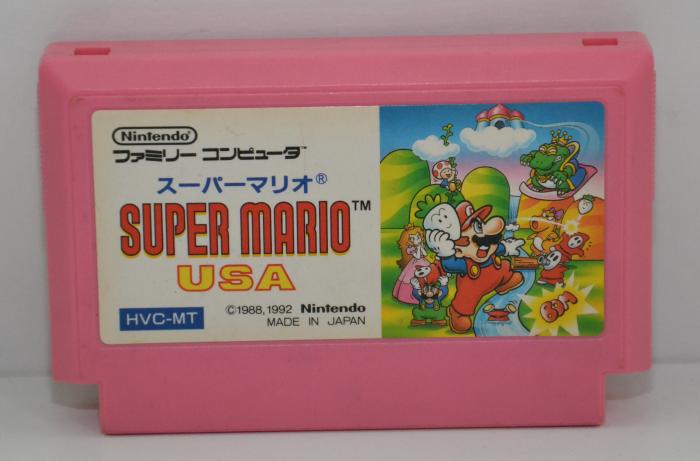 Nintendo
ファミリー コンピュータ™
スーパーマリオ®
SUPER MARIO™
USA
HVC-MT
©1988,1992 Nintendo
MADE IN JAPAN